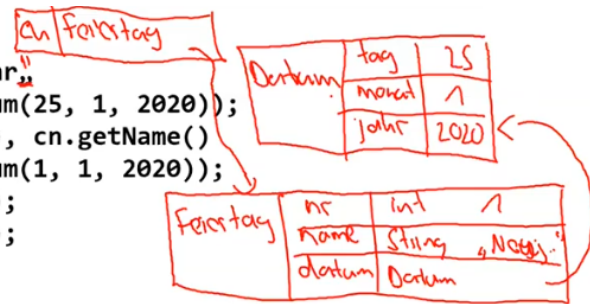 cn Feiertag
r„
m(25, 1, 2020));
, cn.getName()
m(1, 1, 2020));
;
;
Datum tag 25
monat 1
jahr 2020
Feiertag nr int 1
name String
datum Datum